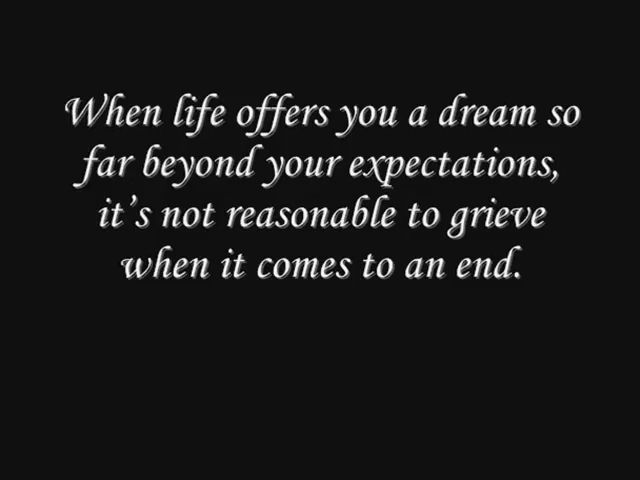 When life offers you a dream so
far beyond your expectations,
it's not reasonable to grieve
when it comes to an end.